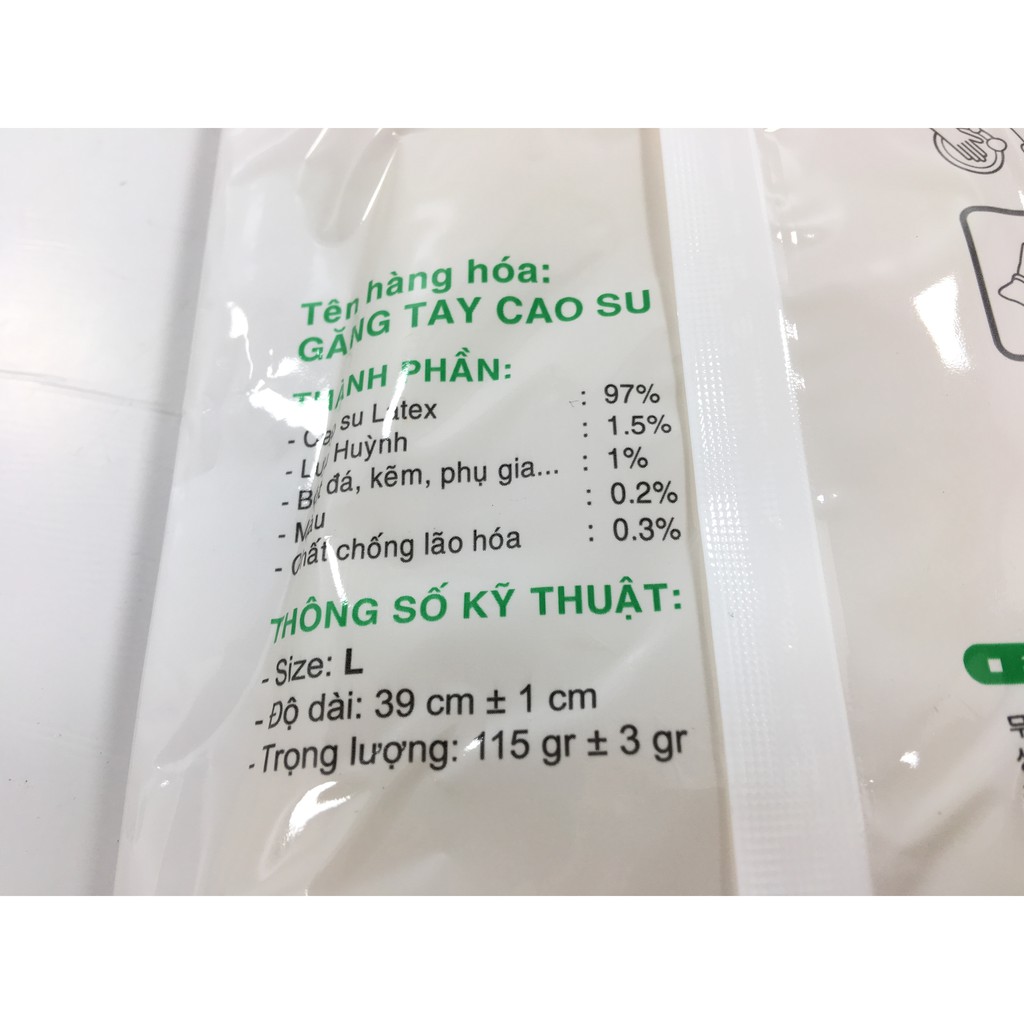 Tên hàng hóa:
GĂNG TAY CAO SU
THÀNH PHẦN:
- Cao su Latex : 97%
- Lưu Huỳnh : 1.5%
- Bột đá, kẽm, phụ gia... : 1%
- Màu : 0.2%
- Chất chống lão hóa : 0.3%
THÔNG SỐ KỸ THUẬT:
- Size: L
- Độ dài: 39 cm ± 1 cm
- Trọng lượng: 115 gr ± 3 gr